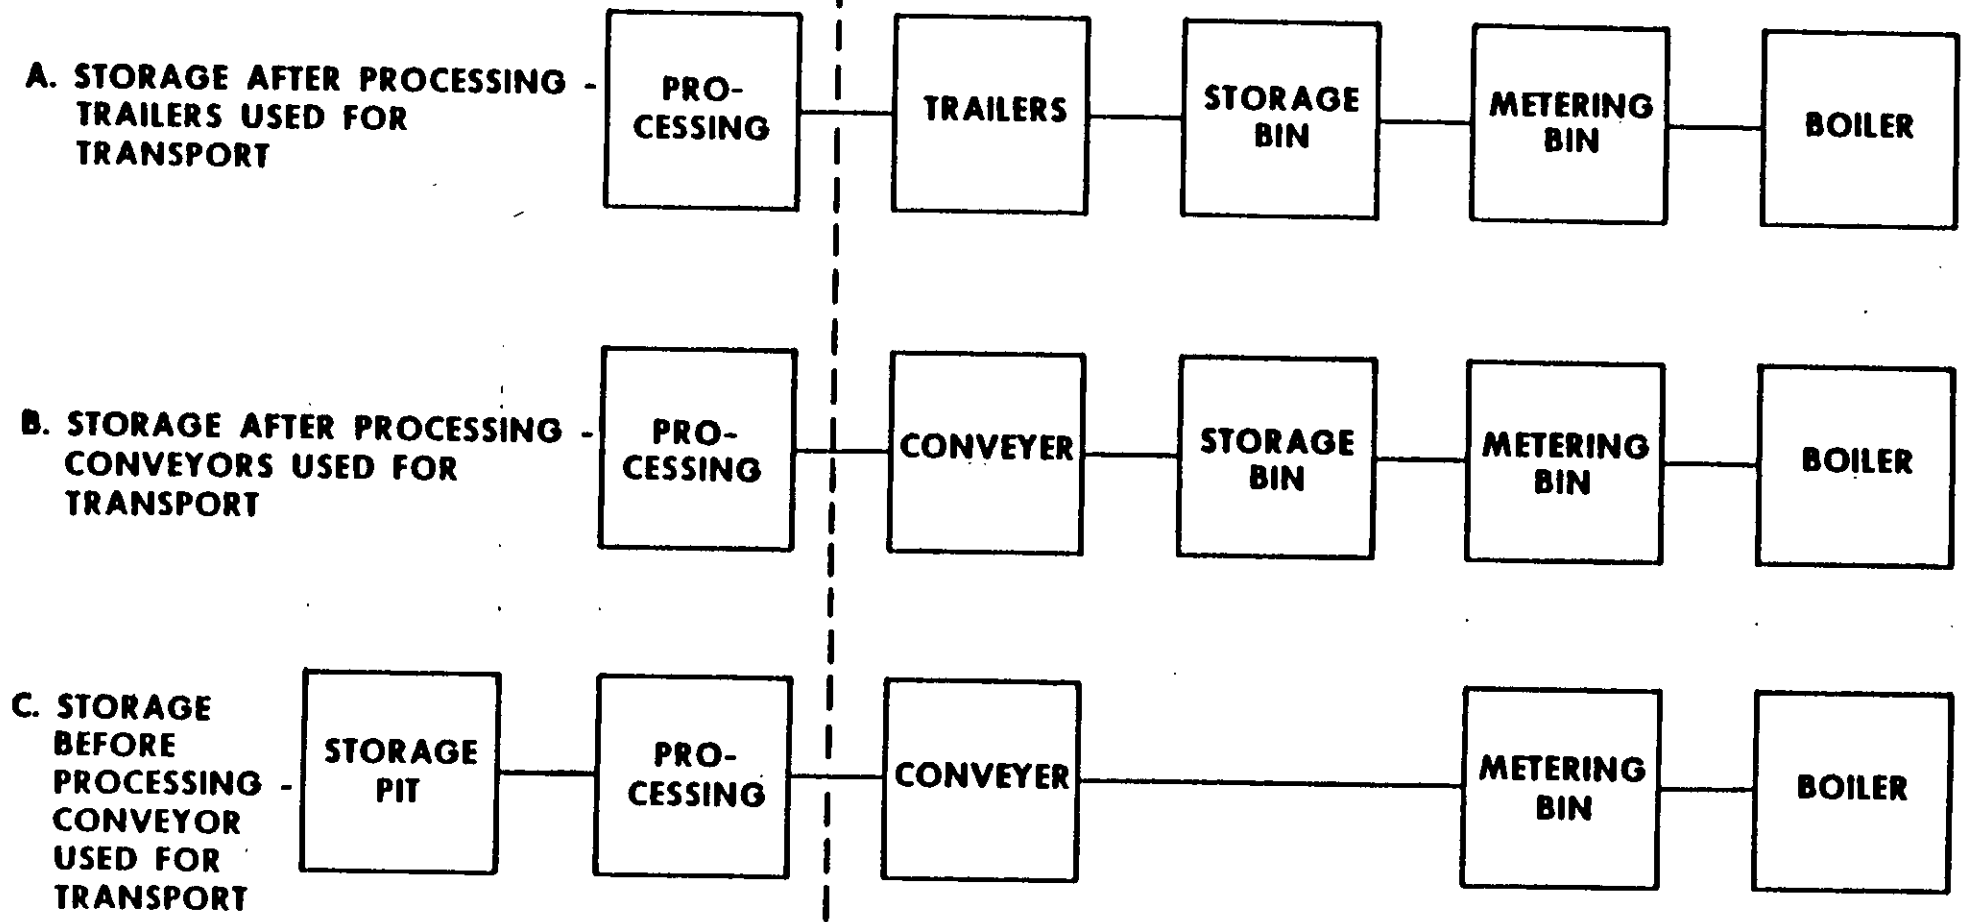 A. STORAGE AFTER PROCESSING -
TRAILERS USED FOR
TRANSPORT
PRO-
CESSING
TRAILERS
STORAGE
BIN
METERING
BIN
BOILER
B. STORAGE AFTER PROCESSING -
CONVEYORS USED FOR
TRANSPORT
PRO-
CESSING
CONVEYER
STORAGE
BIN
METERING
BIN
BOILER
C. STORAGE
BEFORE
PROCESSING -
CONVEYOR
USED FOR
TRANSPORT
STORAGE
PIT
PRO-
CESSING
CONVEYER
METERING
BIN
BOILER